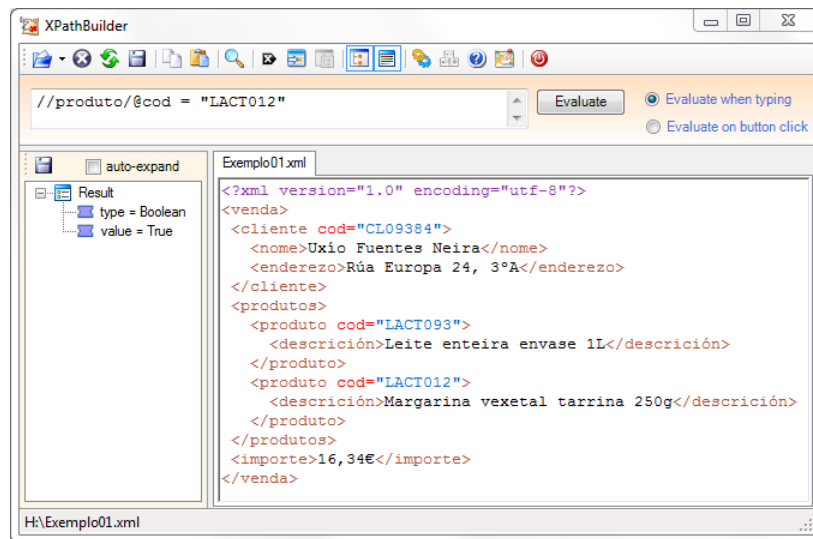 XPathBuilder
//produto/@cod = "LACT012"
Evaluate
Evaluate when typing
Evaluate on button click
auto-expand
Result
type = Boolean
value = True
Exemplo01.xml
<?xml version="1.0" encoding="utf-8"?>
<venda>
<cliente cod="CL09384">
<nome>Uxío Fuentes Neira</nome>
<enderezo>Rúa Europa 24, 3ºA</enderezo>
</cliente>
<produtos>
<produto cod="LACT093">
<descrición>Leite enteira envase 1L</descrición>
</produto>
<produto cod="LACT012">
<descrición>Margarina vexetal tarrina 250g</descrición>
</produto>
</produtos>
<importe>16,34€</importe>
</venda>
H:\Exemplo01.xml